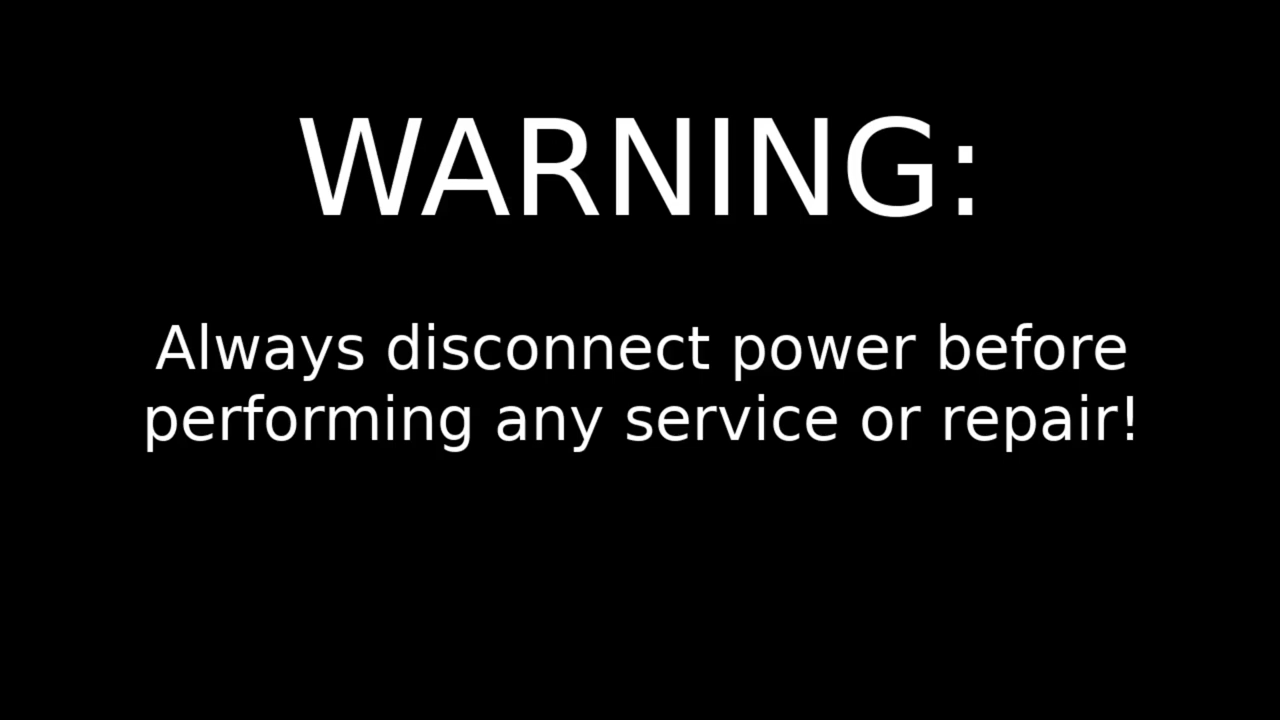 WARNING:
Always disconnect power before
performing any service or repair!